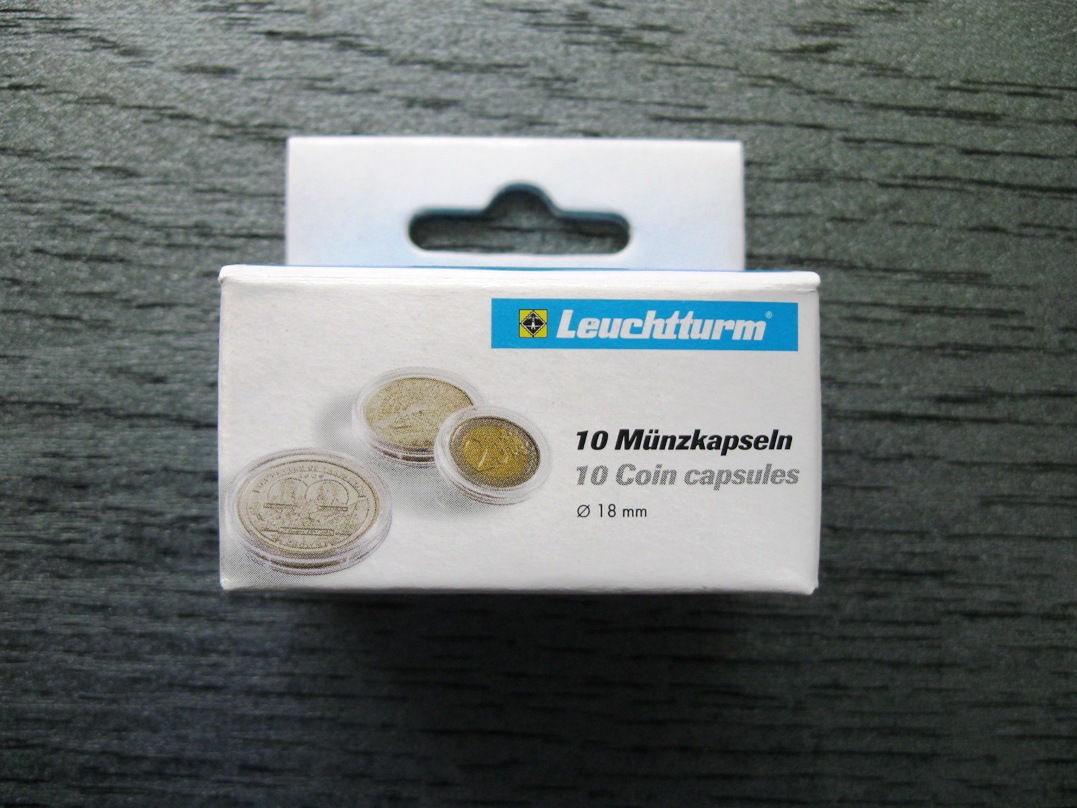 Leuchtturm®
10 Münzkapseln
10 Coin capsules
Ø 18 mm